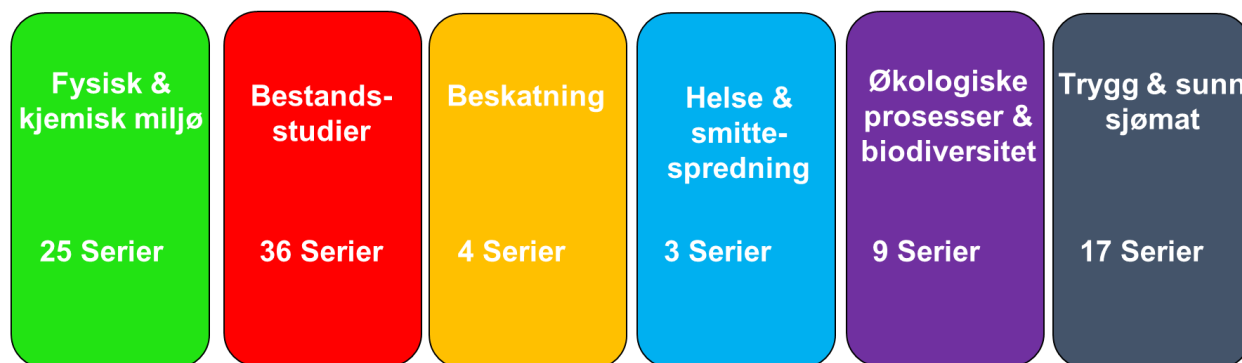 Fysisk &
kjemisk miljø
25 Serier
Bestands-
studier
36 Serier
Beskatning
4 Serier
Helse &
smitte-
spredning
3 Serier
Økologiske
prosesser &
biodiversitet
9 Serier
Trygg & sunn
sjømat
17 Serier